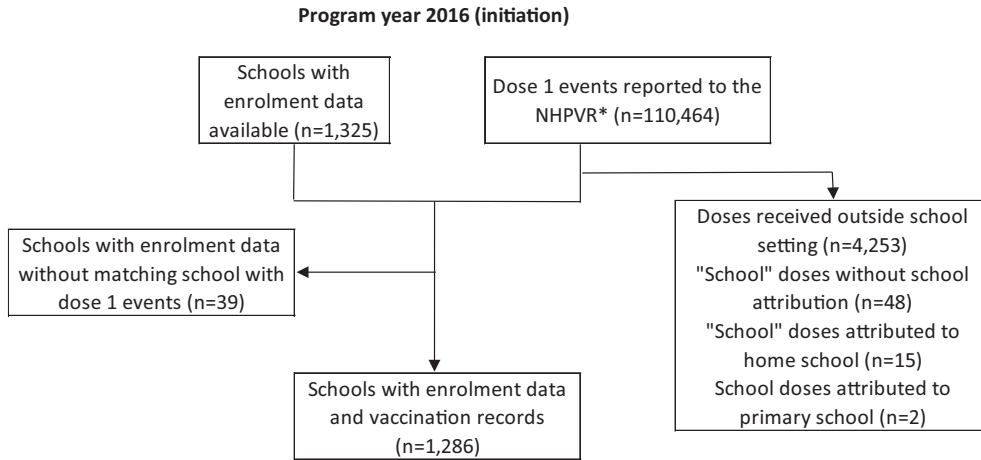 Program year 2016 (initiation)
Schools with
enrolment data
available (n=1,325)
Dose 1 events reported to the
NHPVR* (n=110,464)
Schools with enrolment data
without matching school with
dose 1 events (n=39)
Doses received outside school
setting (n=4,253)
"School" doses without school
attribution (n=48)
"School" doses attributed to
home school (n=15)
School doses attributed to
primary school (n=2)
Schools with enrolment data
and vaccination records
(n=1,286)